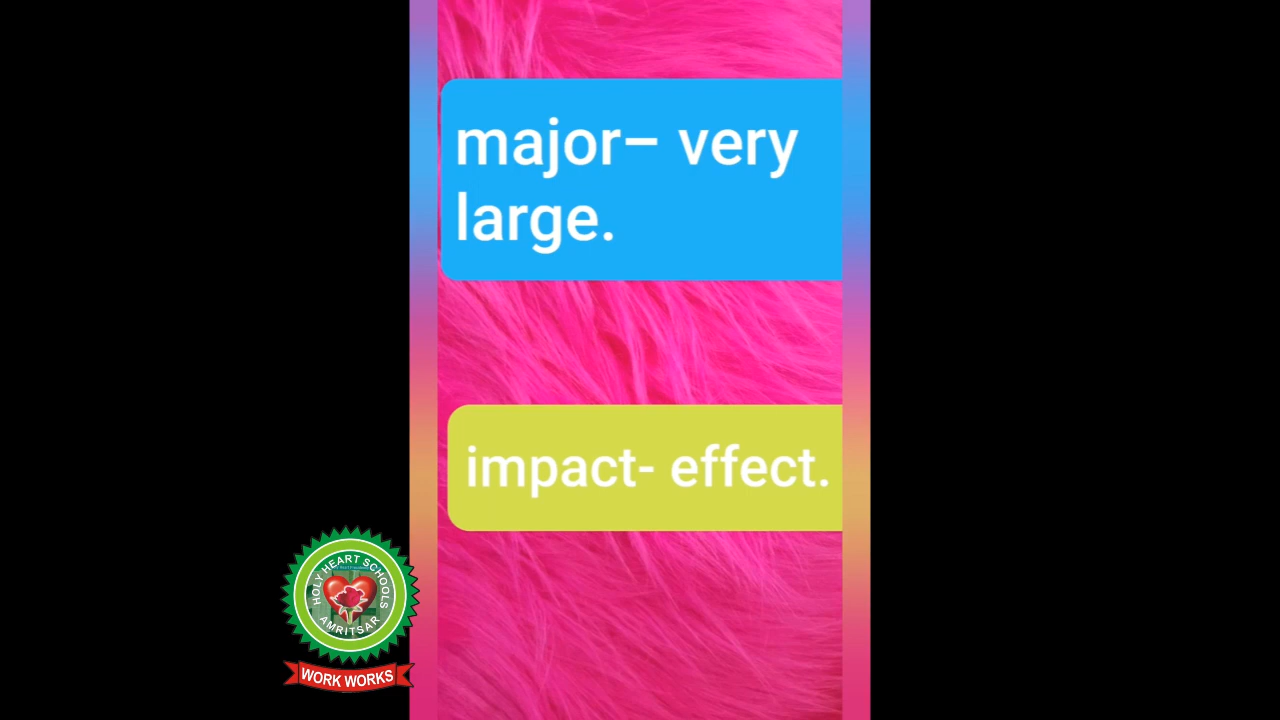 major– very
large.
impact- effect.
HOLY HEART SCHOOLS
AMRITSAR
WORK WORKS